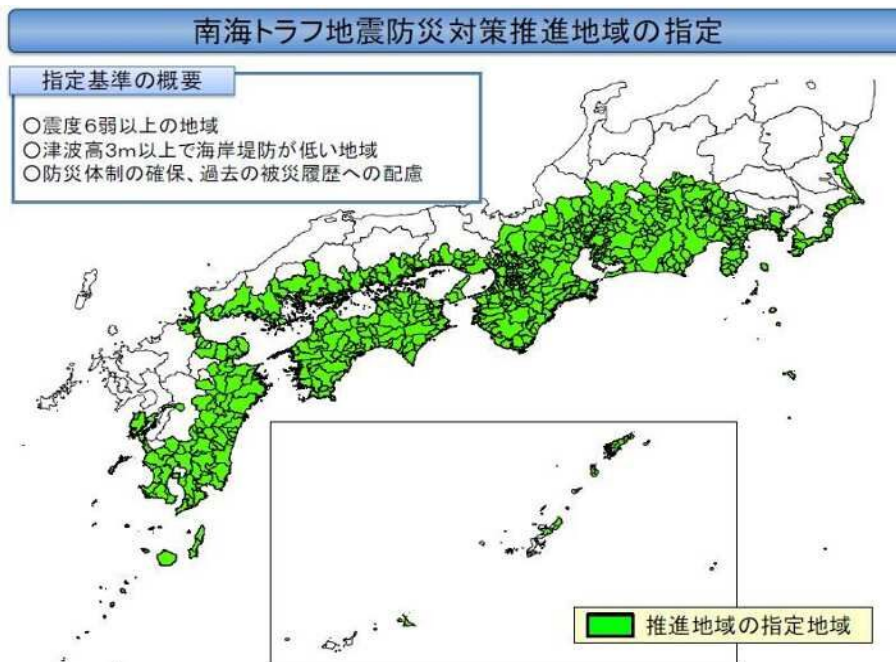 南海トラフ地震防災対策推進地域の指定
指定基準の概要
○震度6弱以上の地域
○津波高3m以上で海岸堤防が低い地域
○防災体制の確保、過去の被災履歴への配慮
推進地域の指定地域